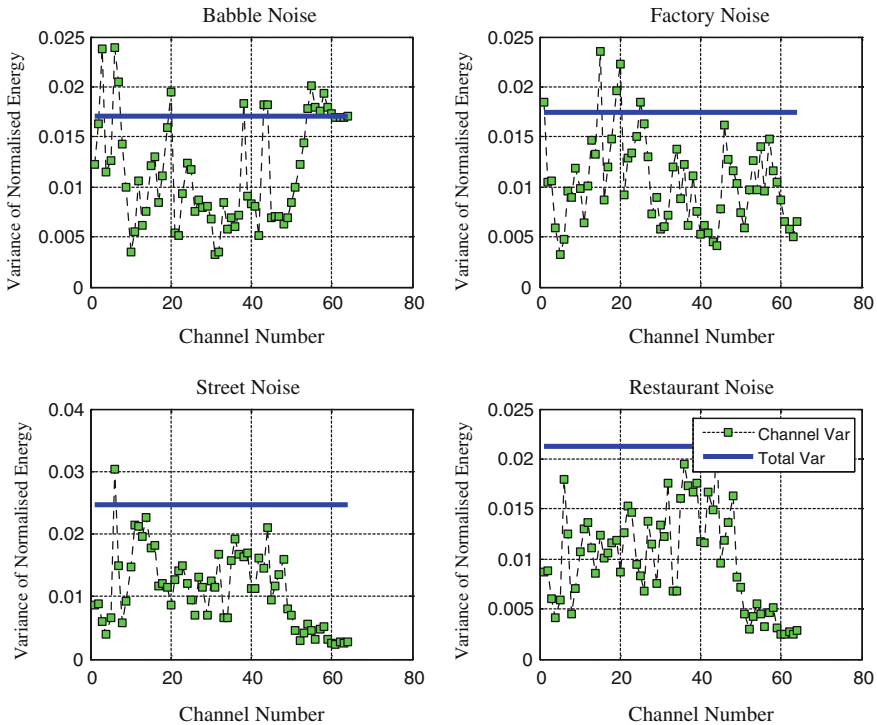 Babble Noise
Variance of Normalised Energy
0.025
0.02
0.015
0.01
0.005
0
0 20 40 60 80
Channel Number
Factory Noise
Variance of Normalised Energy
0.025
0.02
0.015
0.01
0.005
0
0 20 40 60 80
Channel Number
Street Noise
Variance of Normalised Energy
0.04
0.03
0.02
0.01
0
0 20 40 60 80
Channel Number
Restaurant Noise
Variance of Normalised Energy
0.025
0.02
0.015
0.01
0.005
0
0 20 40 60 80
Channel Number
Channel Var
Total Var